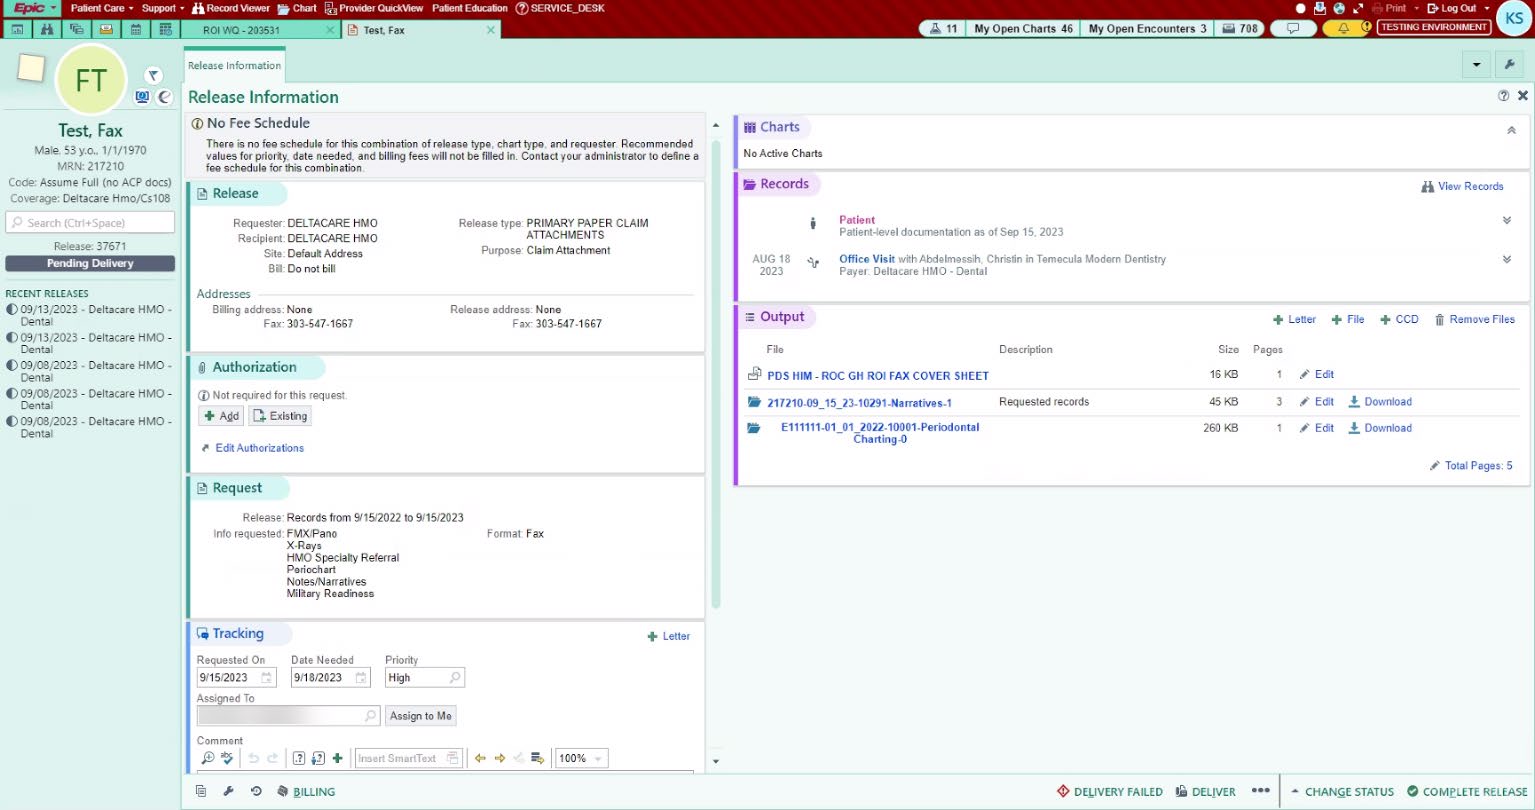 Epic Patient Care Support Record Viewer Chart Provider QuickView Patient Education SERVICE_DESK Print Log Out
ROI WQ - 203531 Test, Fax 11 My Open Charts 46 My Open Encounters 3 708 TESTING ENVIRONMENT KS
FT
Test, Fax
Male, 53 y.o., 1/1/1970
MRN: 217210
Code: Assume Full (no ACP docs)
Coverage: Deltacare Hmo/Cs108
Search (Ctrl+Space)
Release: 37671
Pending Delivery
RECENT RELEASES
09/13/2023 - Deltacare HMO -
Dental
09/13/2023 - Deltacare HMO -
Dental
09/08/2023 - Deltacare HMO -
Dental
09/08/2023 - Deltacare HMO -
Dental
09/08/2023 - Deltacare HMO -
Dental
Release Information
Release Information
No Fee Schedule
There is no fee schedule for this combination of release type, chart type, and requester. Recommended
values for priority, date needed, and billing fees will not be filled in. Contact your administrator to define a
fee schedule for this combination.
Release
Requester: DELTACARE HMO
Recipient: DELTACARE HMO
Site: Default Address
Bill: Do not bill
Release type: PRIMARY PAPER CLAIM
ATTACHMENTS
Purpose: Claim Attachment
Addresses
Billing address: None Release address: None
Fax: 303-547-1667 Fax: 303-547-1667
Authorization
Not required for this request.
Add Existing
Edit Authorizations
Request
Release: Records from 9/15/2022 to 9/15/2023
Info requested: FMX/Pano Format: Fax
X-Rays
HMO Specialty Referral
Periochart
Notes/Narratives
Military Readiness
Tracking Letter
Requested On Date Needed Priority
9/15/2023 9/18/2023 High
Assigned To
Assign to Me
Comment
abc Insert SmartText 100%
Charts
No Active Charts
Records View Records
Patient
Patient-level documentation as of Sep 15, 2023
AUG 18 Office Visit with Abdelmessih, Christin in Temecula Modern Dentistry
2023 Payer: Deltacare HMO - Dental
Output Letter File CCD Remove Files
File Description Size Pages
PDS HIM - ROC GH ROI FAX COVER SHEET 16 KB 1 Edit
217210-09_15_23-10291-Narratives-1 Requested records 45 KB 3 Edit Download
E111111-01_01_2022-10001-Periodontal 260 KB 1 Edit Download
Charting-0
Total Pages: 5
BILLING DELIVERY FAILED DELIVER CHANGE STATUS COMPLETE RELEASE